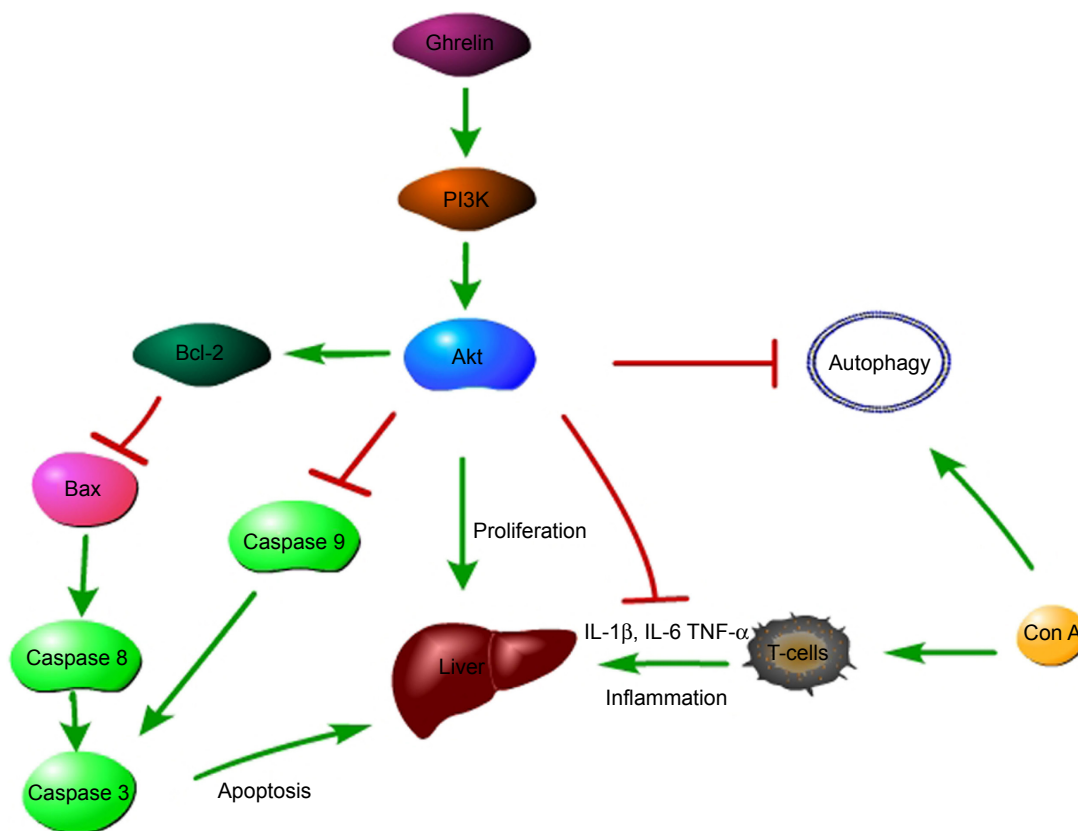 Ghrelin
PI3K
Bcl-2
Akt
Autophagy
Bax
Caspase 9
Proliferation
IL-1β, IL-6 TNF-α
Con A
Caspase 8
Liver
T-cells
Inflammation
Caspase 3
Apoptosis